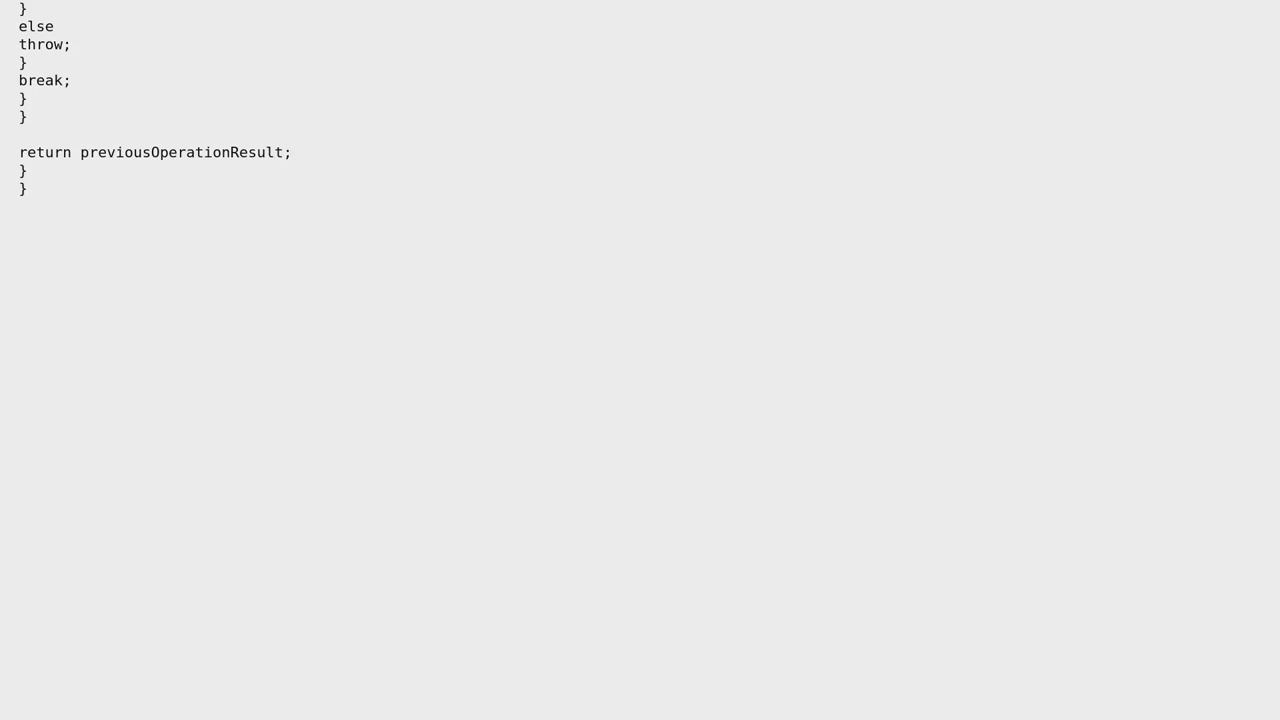 }
else
throw;
}
break;
}
}

return previousOperationResult;
}
}